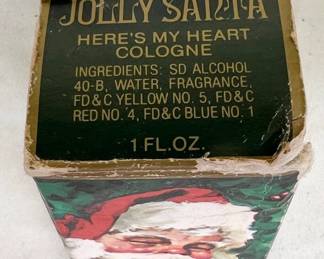 JOLLY SANTA
HERE'S MY HEART
COLOGNE
INGREDIENTS: SD ALCOHOL
40-B, WATER, FRAGRANCE,
FD&C YELLOW NO. 5, FD&C
RED NO. 4, FD&C BLUE NO. 1
1 FL. OZ.